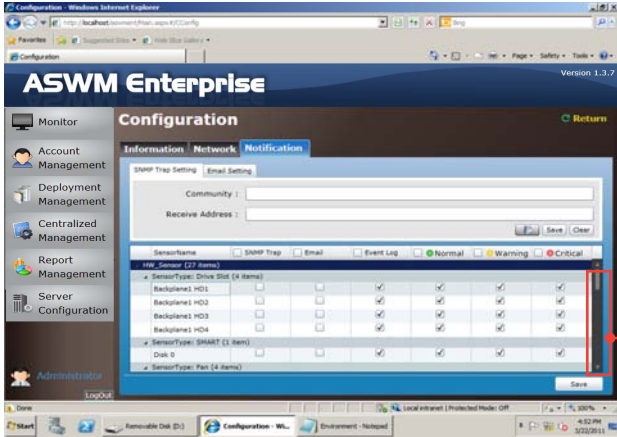 Configuration - Windows Internet Explorer
Bing
Favorites Suggested Sites Web Slice Gallery
Configuration
Page Safety Tools
ASWM Enterprise
Version 1.3.7
Monitor
Account Management
Deployment Management
Centralized Management
Report Management
Server Configuration
Administrator
LogOut
Configuration
Return
Information Network Notification
SNMP Trap Setting Email Setting
Community :
Receive Address :
Save Clear
SensorName SNMP Trap Email Event Log Normal Warning Critical
HW_Sensor (27 items)
SensorType: Drive Slot (4 items)
Backplane1 HD1
Backplane1 HD2
Backplane1 HD3
Backplane1 HD4
SensorType: SMART (1 item)
Disk 0
SensorType: Fan (4 items)
Save
Done
Local intranet | Protected Mode: Off
100%
Start
Removable Disk (D:)
Configuration - Wi...
Environment - Notepad
4:52 PM
5/22/2011